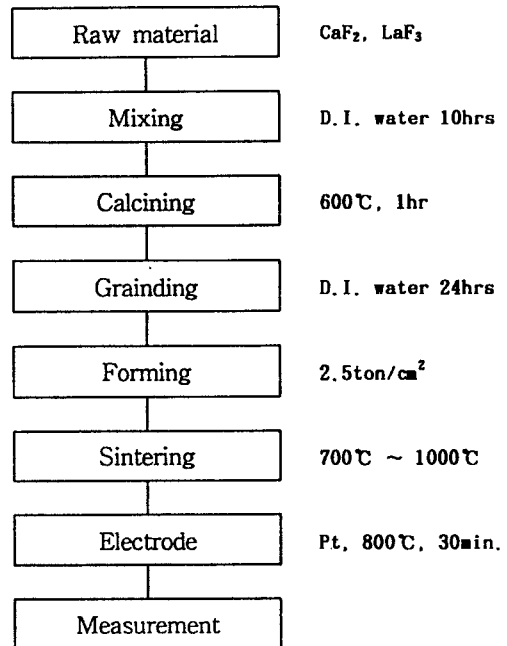 Raw material CaF₂, LaF₃
Mixing D.I. water 10hrs
Calcining 600℃, 1hr
Grainding D.I. water 24hrs
Forming 2.5ton/cm²
Sintering 700℃ ~ 1000℃
Electrode Pt, 800℃, 30min.
Measurement